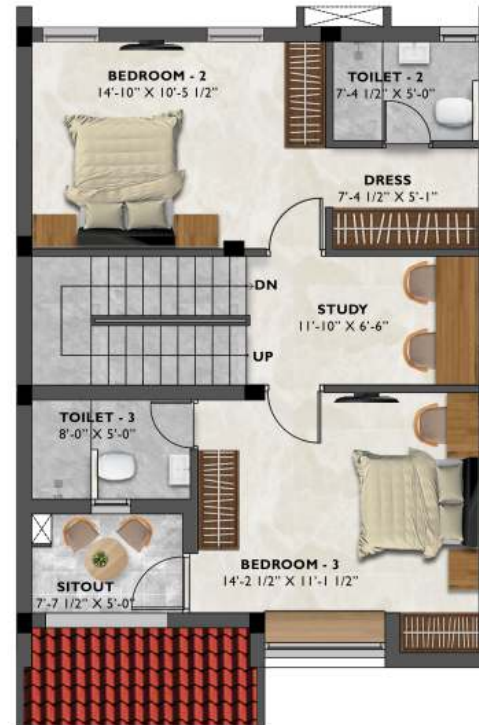 BEDROOM - 2
14'-10" X 10'-5 1/2"
TOILET - 2
7'-4 1/2" X 5'-0"
DRESS
7'-4 1/2" X 5'-1"
DN
STUDY
11'-10" X 6'-6"
UP
TOILET - 3
8'-0" X 5'-0"
BEDROOM - 3
14'-2 1/2" X 11'-1 1/2"
SITOUT
7'-7 1/2" X 5'-0"